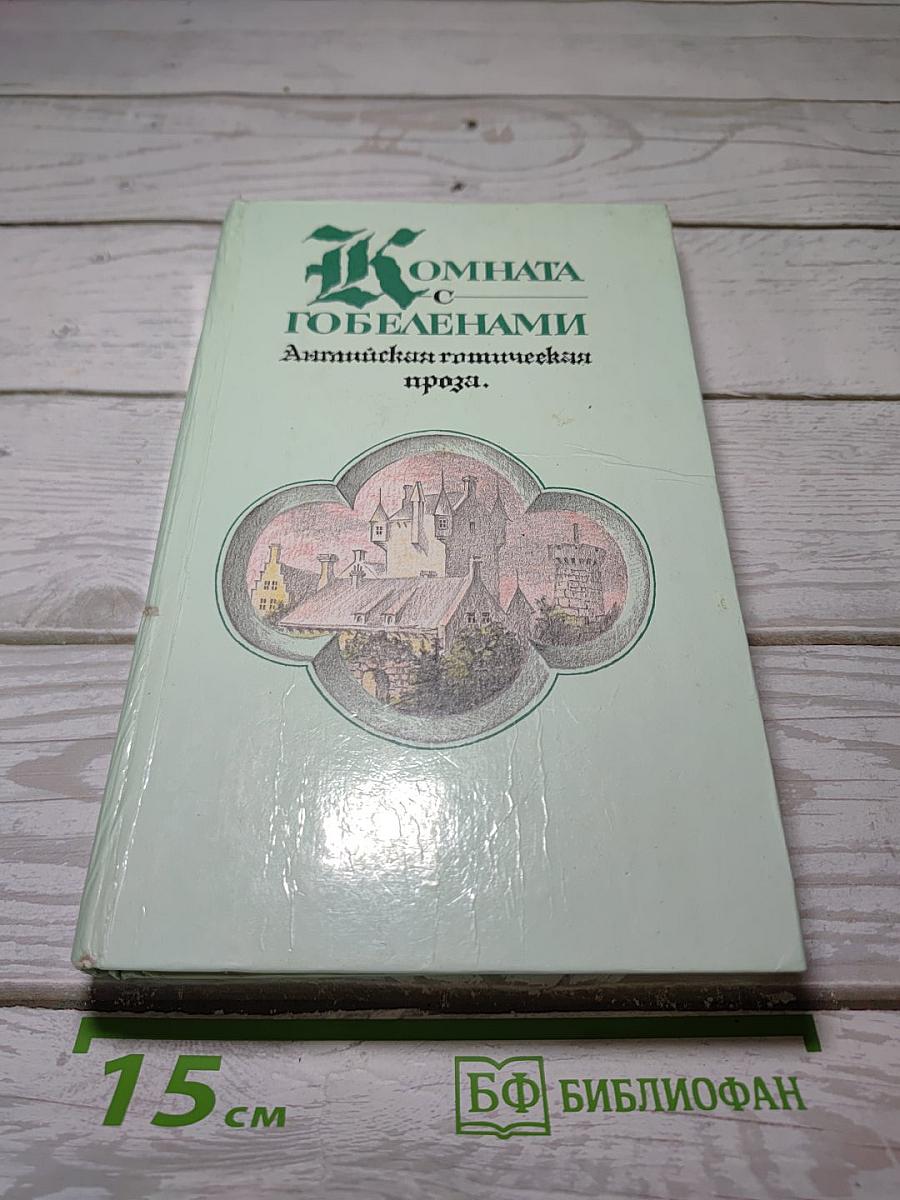 Комната
с
гобеленами
Английская готическая
проза.
15 см
БФ БИБЛИОФАН